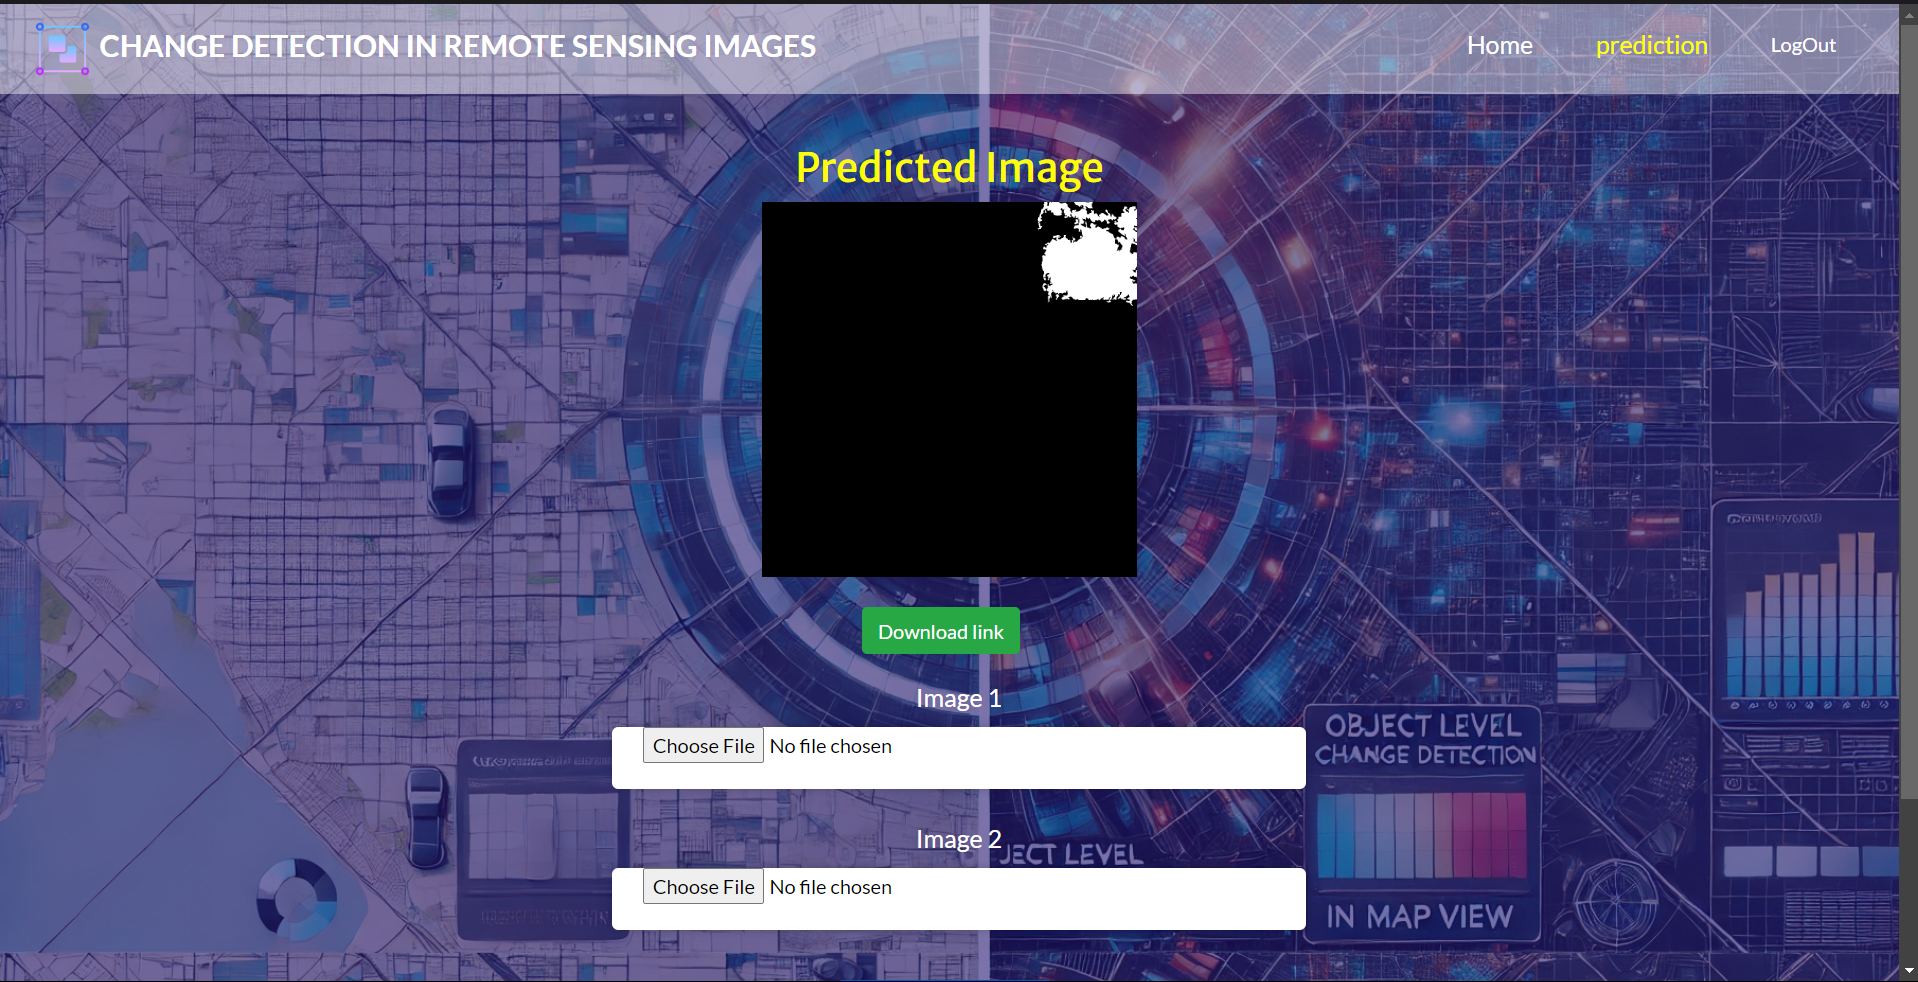 CHANGE DETECTION IN REMOTE SENSING IMAGES
Home
prediction
LogOut
Predicted Image
Download link
Image 1
Choose File No file chosen
Image 2
Choose File No file chosen
OBJECT LEVEL
CHANGE DETECTION
IN MAP VIEW
JECT LEVEL